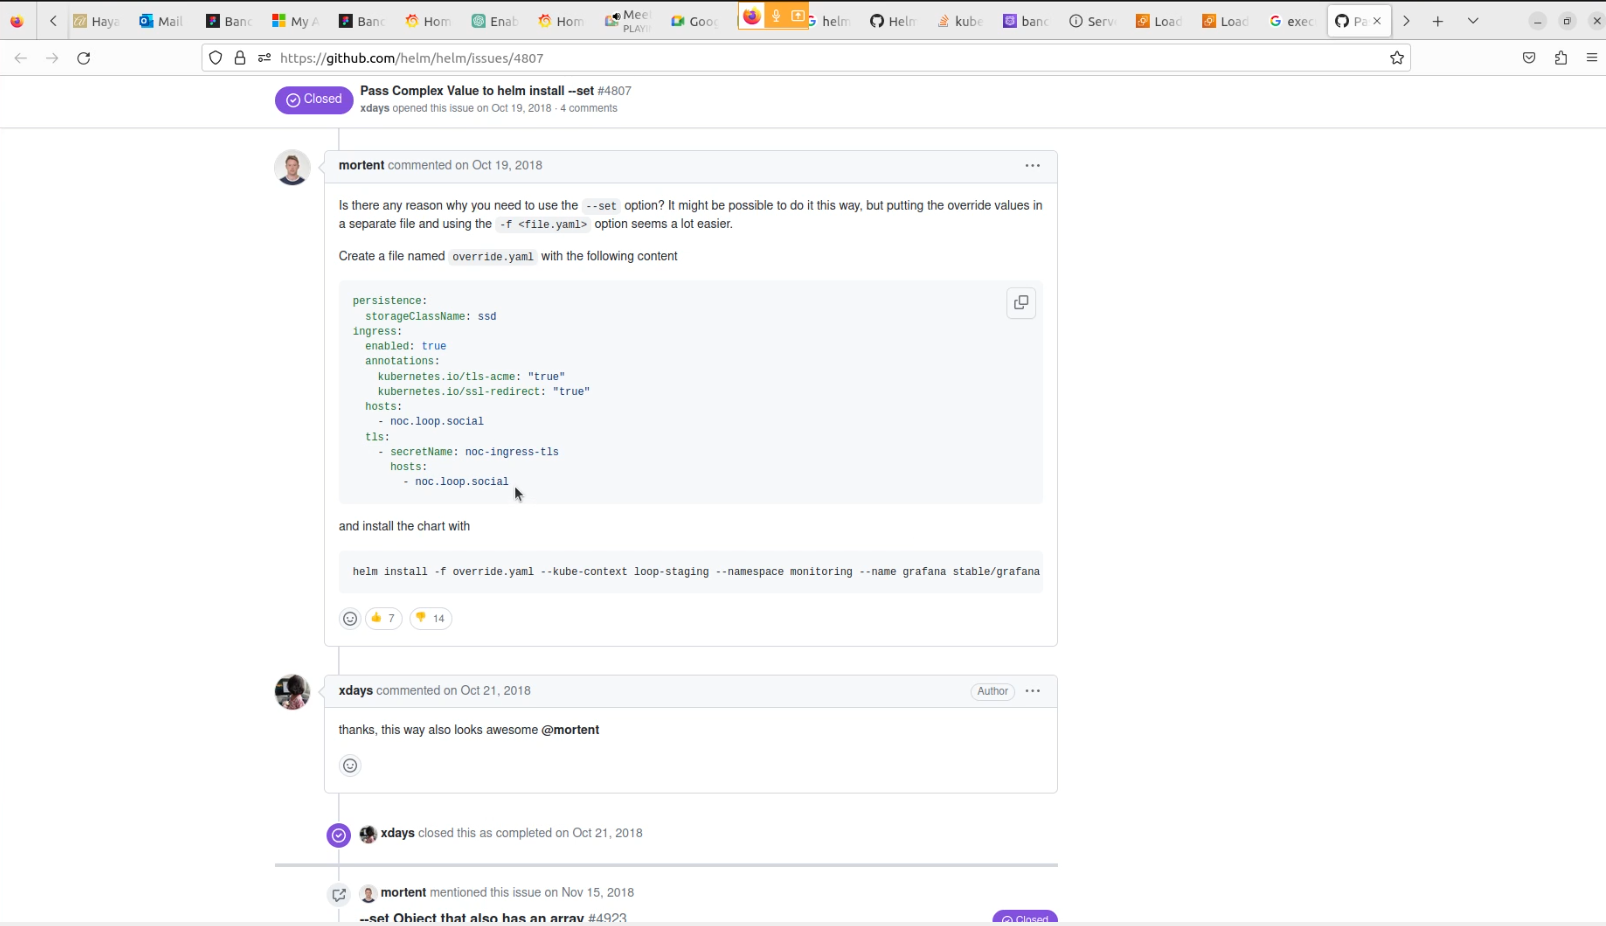 Haya
Mail
Banc
My A
Banc
Hom
Enab
Hom
Mee
PLAYI
Goog
helm
Helm
kube
banc
Serv
Load
Load
exec
Pa
https://github.com/helm/helm/issues/4807
Closed
Pass Complex Value to helm install --set #4807
xdays opened this issue on Oct 19, 2018 · 4 comments
mortent commented on Oct 19, 2018
Is there any reason why you need to use the --set option? It might be possible to do it this way, but putting the override values in
a separate file and using the -f <file.yaml> option seems a lot easier.
Create a file named override.yaml with the following content
persistence:
storageClassName: ssd
ingress:
enabled: true
annotations:
kubernetes.io/tls-acme: "true"
kubernetes.io/ssl-redirect: "true"
hosts:
- noc.loop.social
tls:
- secretName: noc-ingress-tls
hosts:
- noc.loop.social
and install the chart with
helm install -f override.yaml --kube-context loop-staging --namespace monitoring --name grafana stable/grafana
👍 7 👎 14
xdays commented on Oct 21, 2018
Author
thanks, this way also looks awesome @mortent
xdays closed this as completed on Oct 21, 2018
mortent mentioned this issue on Nov 15, 2018
--set Object that also has an array #4923
Closed